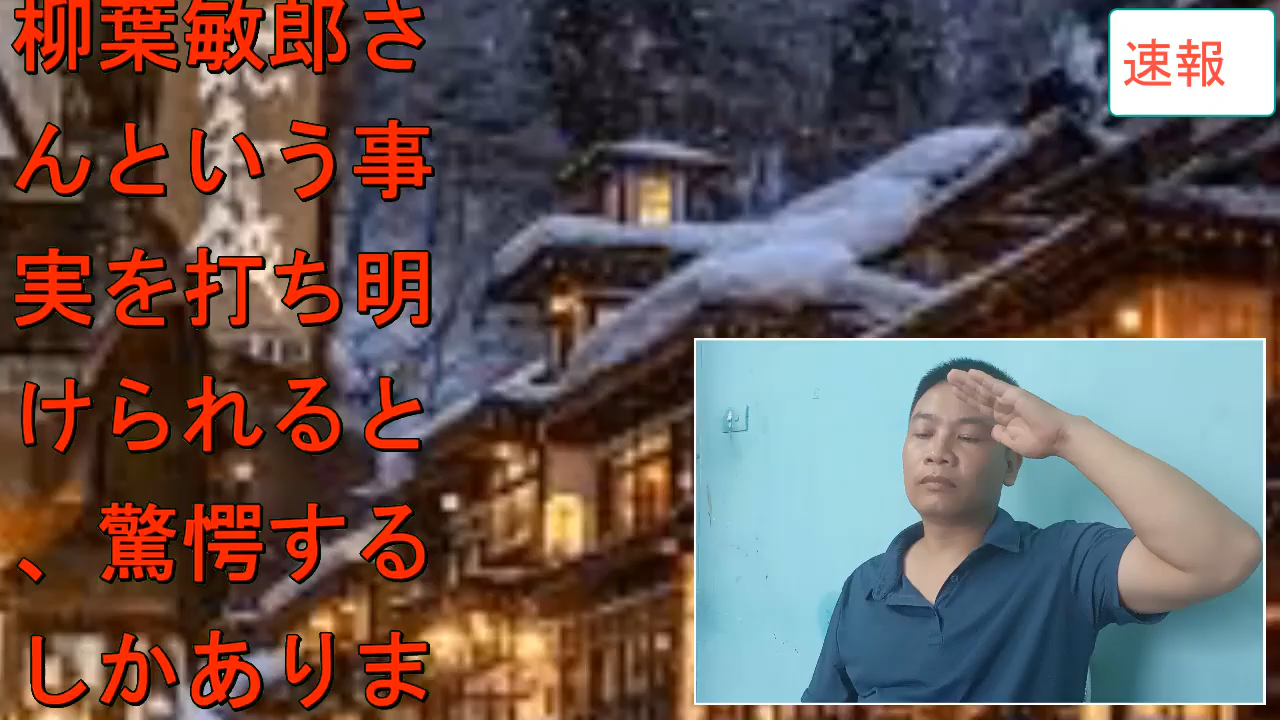 柳葉敏郎さ
んという事
実を打ち明
けられると
、驚愕する
しかありま
速報